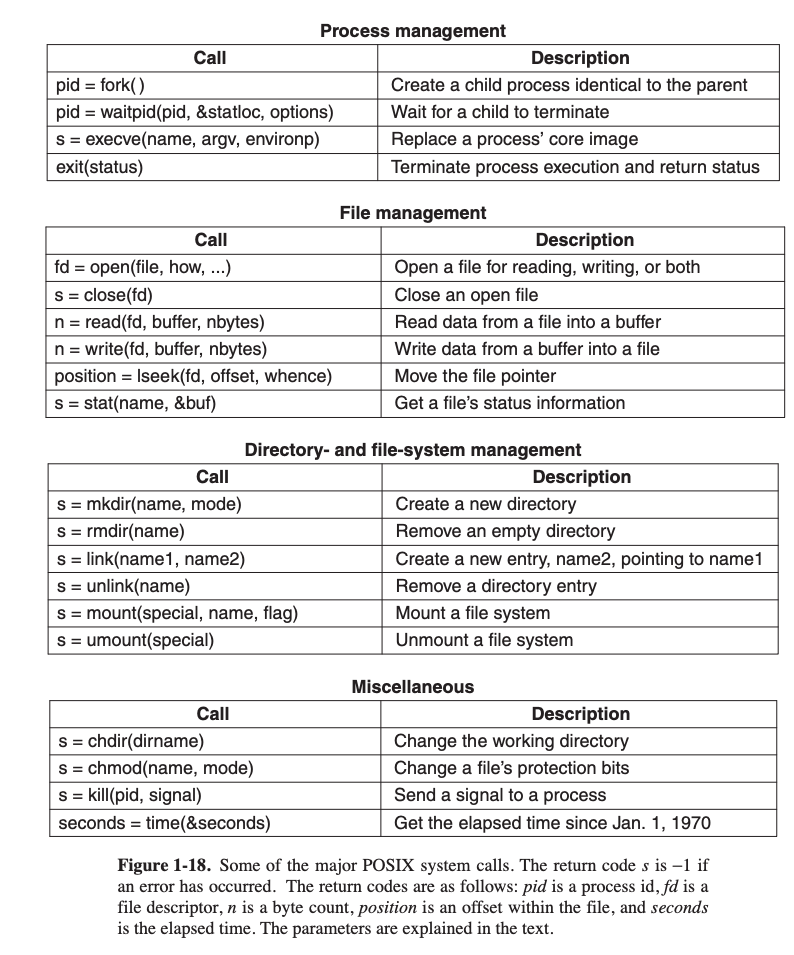 Process management
Call Description
pid = fork( ) Create a child process identical to the parent
pid = waitpid(pid, &statloc, options) Wait for a child to terminate
s = execve(name, argv, environp) Replace a process’ core image
exit(status) Terminate process execution and return status
File management
Call Description
fd = open(file, how, ...) Open a file for reading, writing, or both
s = close(fd) Close an open file
n = read(fd, buffer, nbytes) Read data from a file into a buffer
n = write(fd, buffer, nbytes) Write data from a buffer into a file
position = lseek(fd, offset, whence) Move the file pointer
s = stat(name, &buf) Get a file’s status information
Directory- and file-system management
Call Description
s = mkdir(name, mode) Create a new directory
s = rmdir(name) Remove an empty directory
s = link(name1, name2) Create a new entry, name2, pointing to name1
s = unlink(name) Remove a directory entry
s = mount(special, name, flag) Mount a file system
s = umount(special) Unmount a file system
Miscellaneous
Call Description
s = chdir(dirname) Change the working directory
s = chmod(name, mode) Change a file’s protection bits
s = kill(pid, signal) Send a signal to a process
seconds = time(&seconds) Get the elapsed time since Jan. 1, 1970
Figure 1-18. Some of the major POSIX system calls. The return code s is −1 if
an error has occurred. The return codes are as follows: pid is a process id, fd is a
file descriptor, n is a byte count, position is an offset within the file, and seconds
is the elapsed time. The parameters are explained in the text.